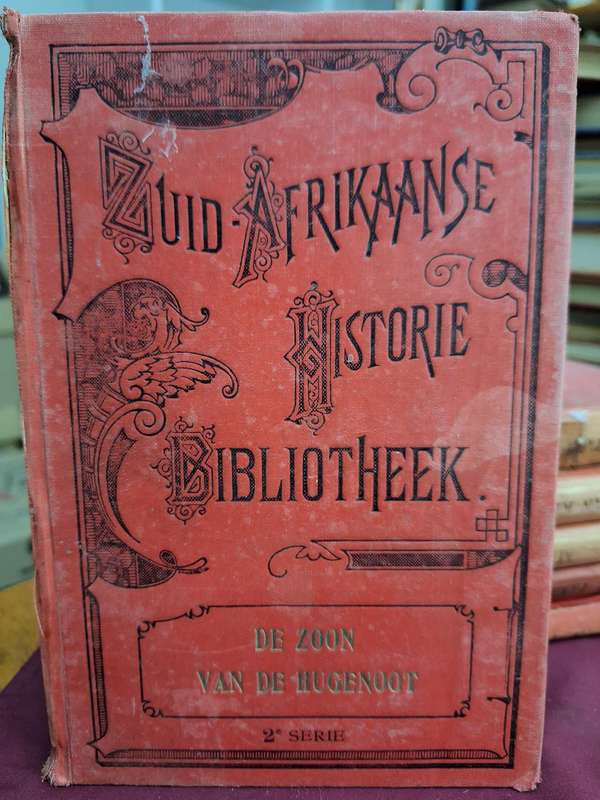 Zuid-Afrikaanse
Historie
Bibliotheek.
DE ZOON
VAN DE HUGENOOT
2e SERIE